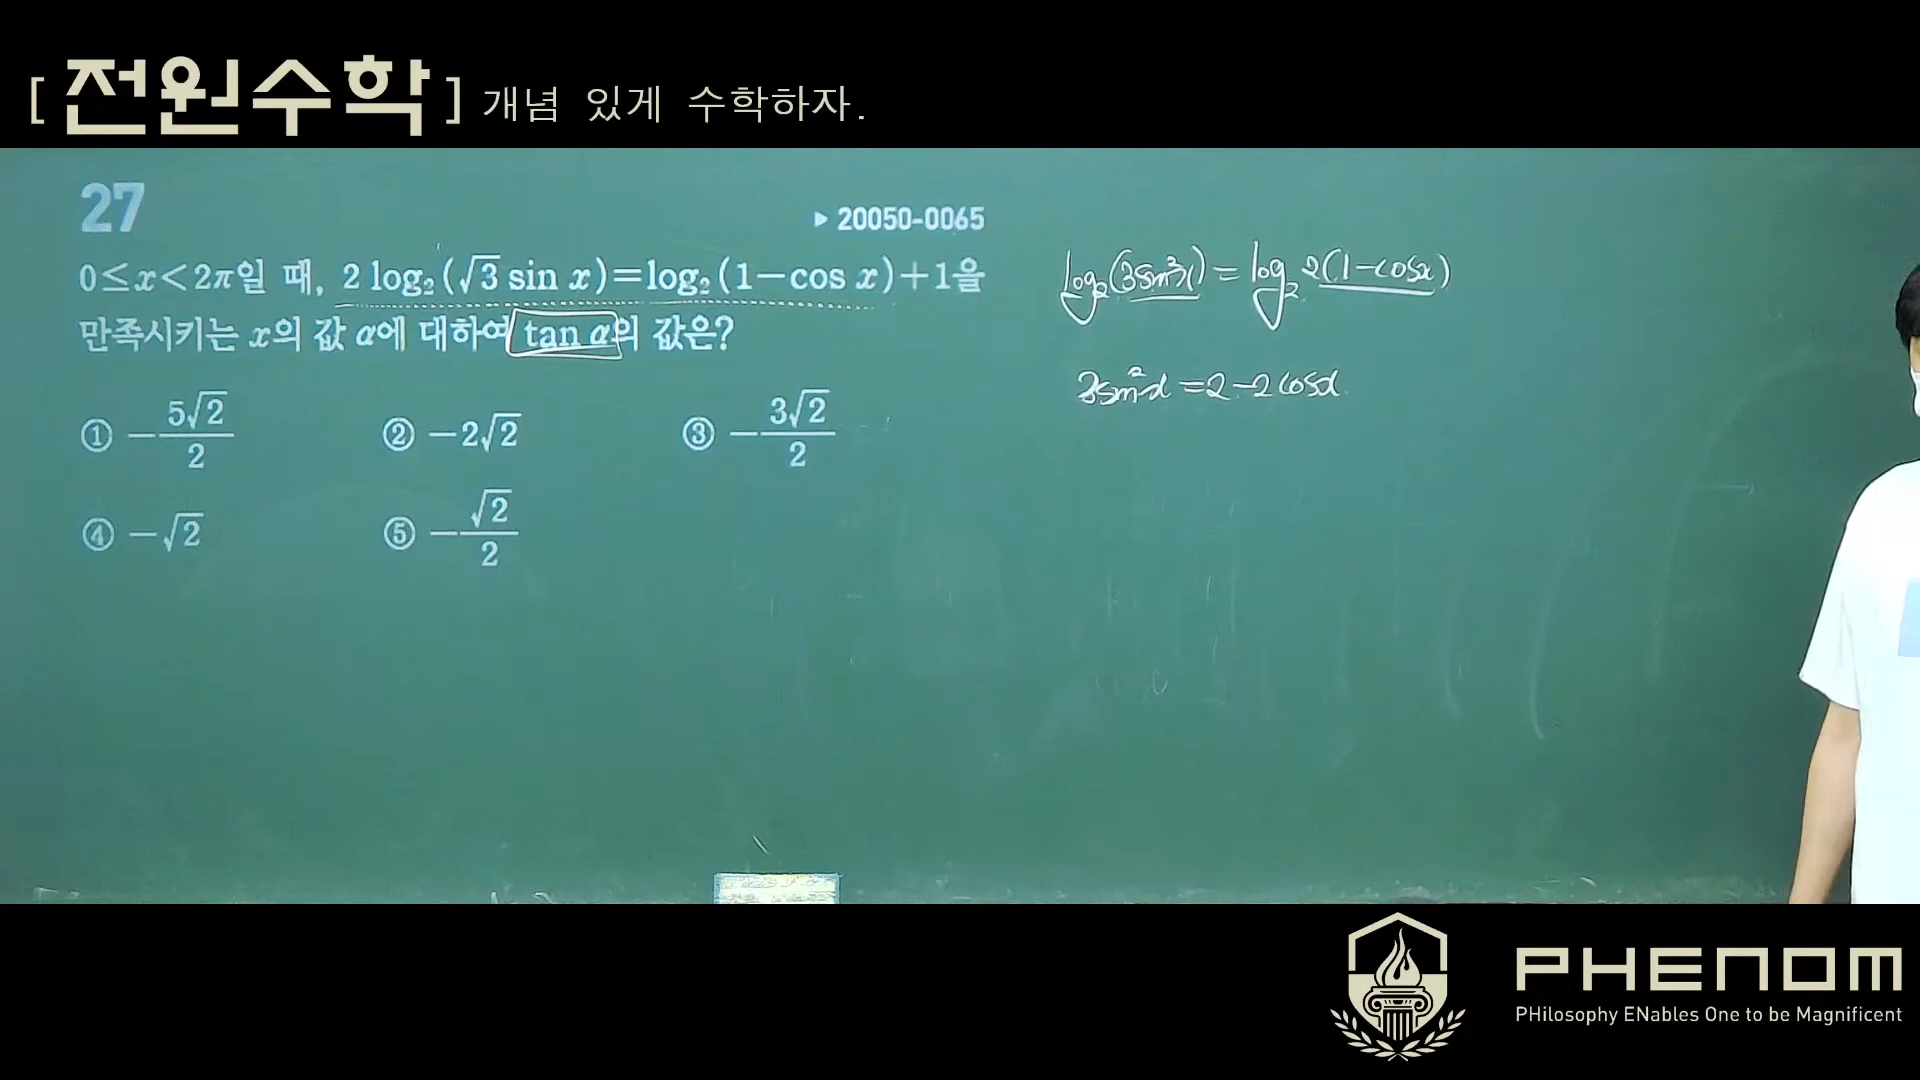 [전원수학] 개념 있게 수학하자.
27
▶ 20050-0065
0≤x<2π일 때, 2 log₂(√3 sin x)=log₂(1−cos x)+1을
만족시키는 x의 값 α에 대하여 tan α의 값은?
① −5√2/2 ② −2√2 ③ −3√2/2
④ −√2 ⑤ −√2/2
log₂(3sin²x) = log₂2(1−cosx)
3sin²x = 2−2cosx
PHENOM
PHilosophy ENables One to be Magnificent